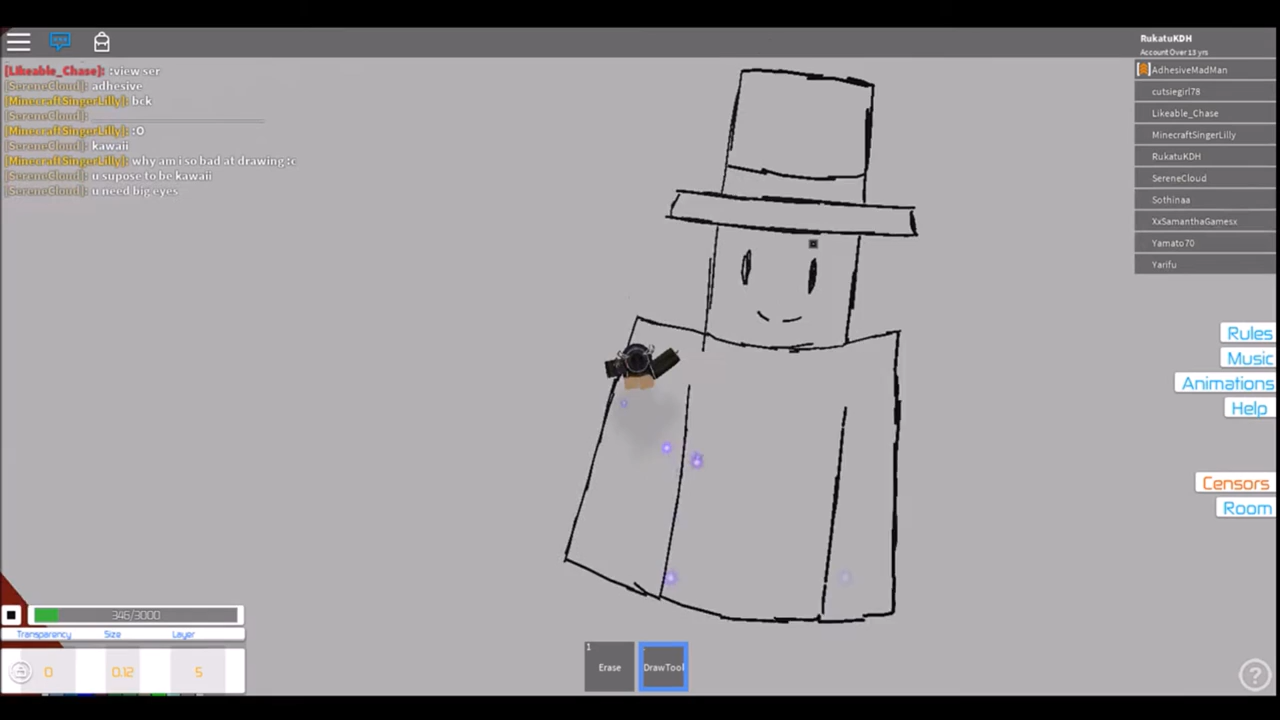 RukatuKDH
Account Over 13 yrs
[Likeable_Chase]: :view ser
[SereneCloud]: adhesive
[MinecraftSingerLilly]: bck
[SereneCloud]: ____________________
[MinecraftSingerLilly]: :O
[SereneCloud]: kawaii
[MinecraftSingerLilly]: why am i so bad at drawing :c
[SereneCloud]: u supose to be kawaii
[SereneCloud]: u need big eyes
AdhesiveMadMan
cutsiegirl78
Likeable_Chase
MinecraftSingerLilly
RukatuKDH
SereneCloud
Sothinaa
XxSamanthaGamesx
Yamato70
Yarifu
Rules
Music
Animations
Help
Censors
Room
346/3000
Transparency Size Layer
0 0.12 5
1
Erase
DrawTool
?